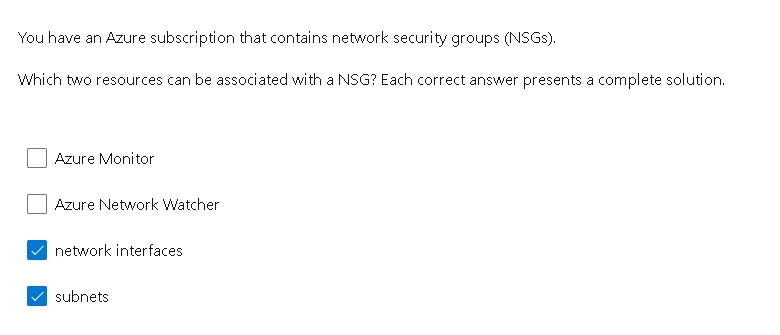 You have an Azure subscription that contains network security groups (NSGs).
Which two resources can be associated with a NSG? Each correct answer presents a complete solution.
Azure Monitor
Azure Network Watcher
network interfaces
subnets